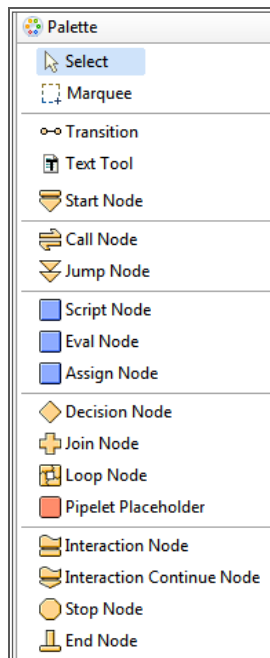 Palette
Select
Marquee
Transition
Text Tool
Start Node
Call Node
Jump Node
Script Node
Eval Node
Assign Node
Decision Node
Join Node
Loop Node
Pipelet Placeholder
Interaction Node
Interaction Continue Node
Stop Node
End Node